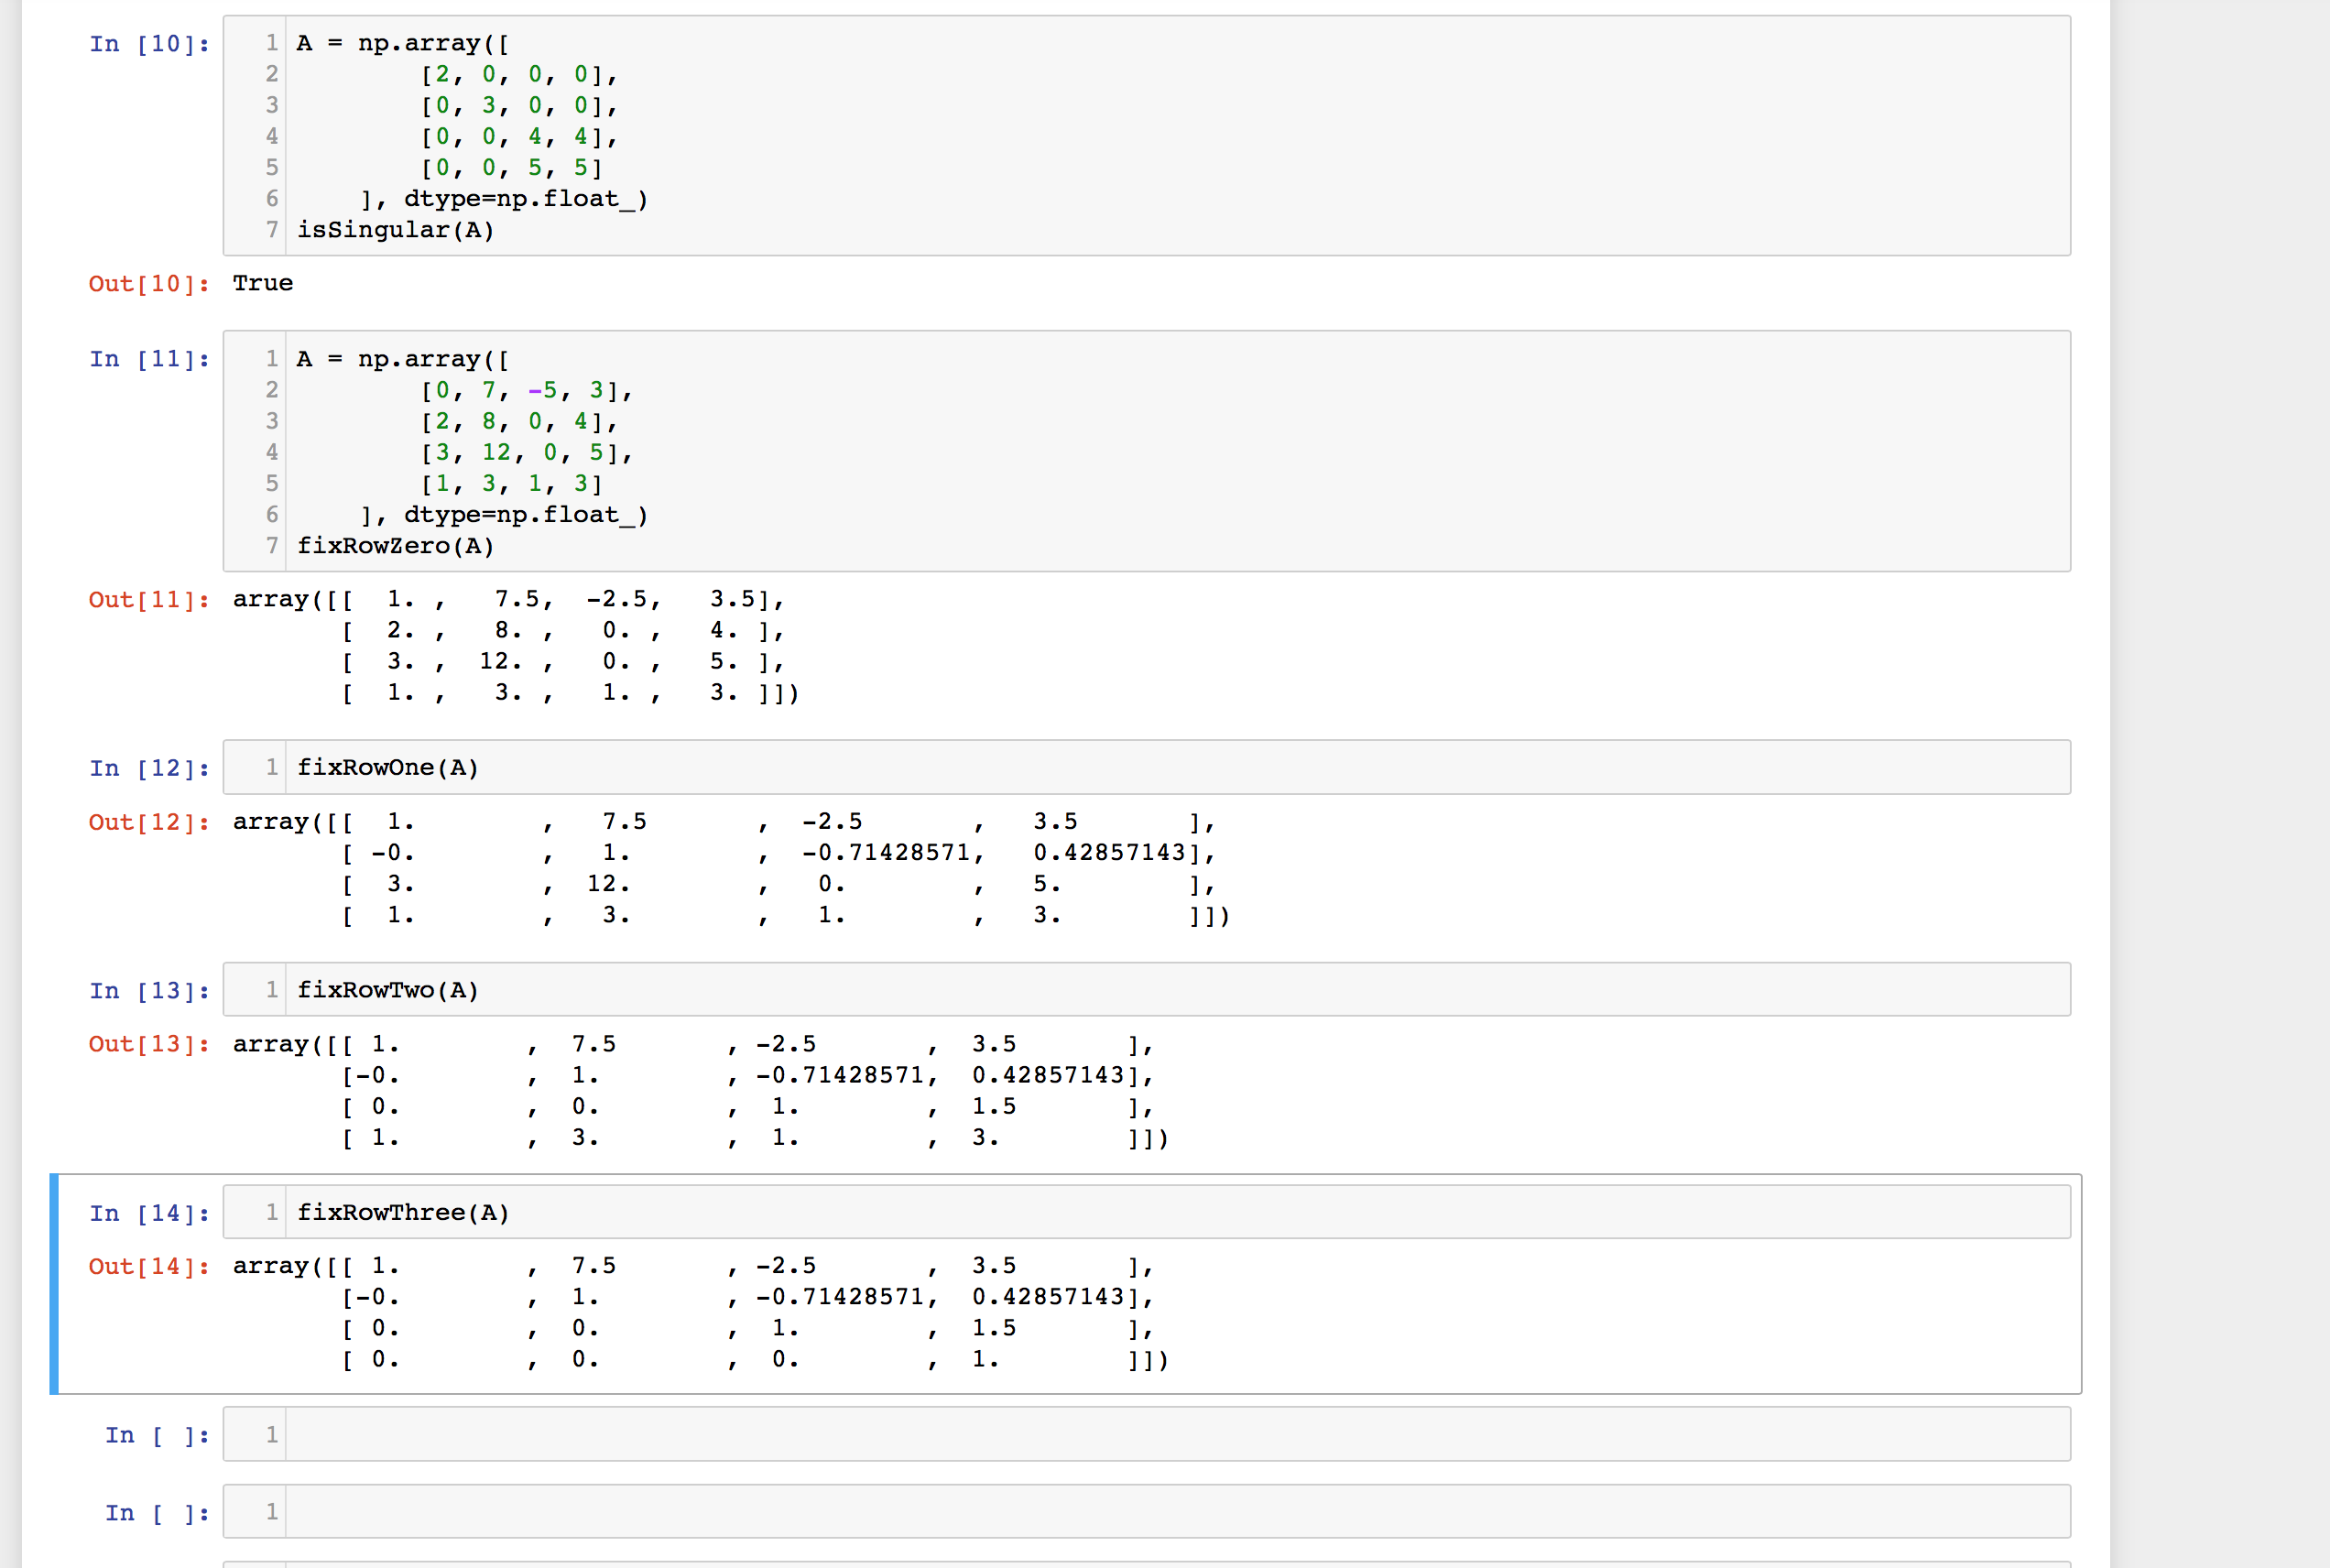 In [10]:
1 A = np.array([
2         [2, 0, 0, 0],
3         [0, 3, 0, 0],
4         [0, 0, 4, 4],
5         [0, 0, 5, 5]
6     ], dtype=np.float_)
7 isSingular(A)
Out[10]: True
In [11]:
1 A = np.array([
2         [0, 7, -5, 3],
3         [2, 8, 0, 4],
4         [3, 12, 0, 5],
5         [1, 3, 1, 3]
6     ], dtype=np.float_)
7 fixRowZero(A)
Out[11]: array([[  1. ,   7.5,  -2.5,   3.5],
       [  2. ,   8. ,   0. ,   4. ],
       [  3. ,  12. ,   0. ,   5. ],
       [  1. ,   3. ,   1. ,   3. ]])
In [12]:
1 fixRowOne(A)
Out[12]: array([[  1.        ,   7.5       ,  -2.5       ,   3.5       ],
       [ -0.        ,   1.        ,  -0.71428571,   0.42857143],
       [  3.        ,  12.        ,   0.        ,   5.        ],
       [  1.        ,   3.        ,   1.        ,   3.        ]])
In [13]:
1 fixRowTwo(A)
Out[13]: array([[ 1.        ,  7.5       , -2.5       ,  3.5       ],
       [-0.        ,  1.        , -0.71428571,  0.42857143],
       [ 0.        ,  0.        ,  1.        ,  1.5       ],
       [ 1.        ,  3.        ,  1.        ,  3.        ]])
In [14]:
1 fixRowThree(A)
Out[14]: array([[ 1.        ,  7.5       , -2.5       ,  3.5       ],
       [-0.        ,  1.        , -0.71428571,  0.42857143],
       [ 0.        ,  0.        ,  1.        ,  1.5       ],
       [ 0.        ,  0.        ,  0.        ,  1.        ]])
In [ ]: 1
In [ ]: 1